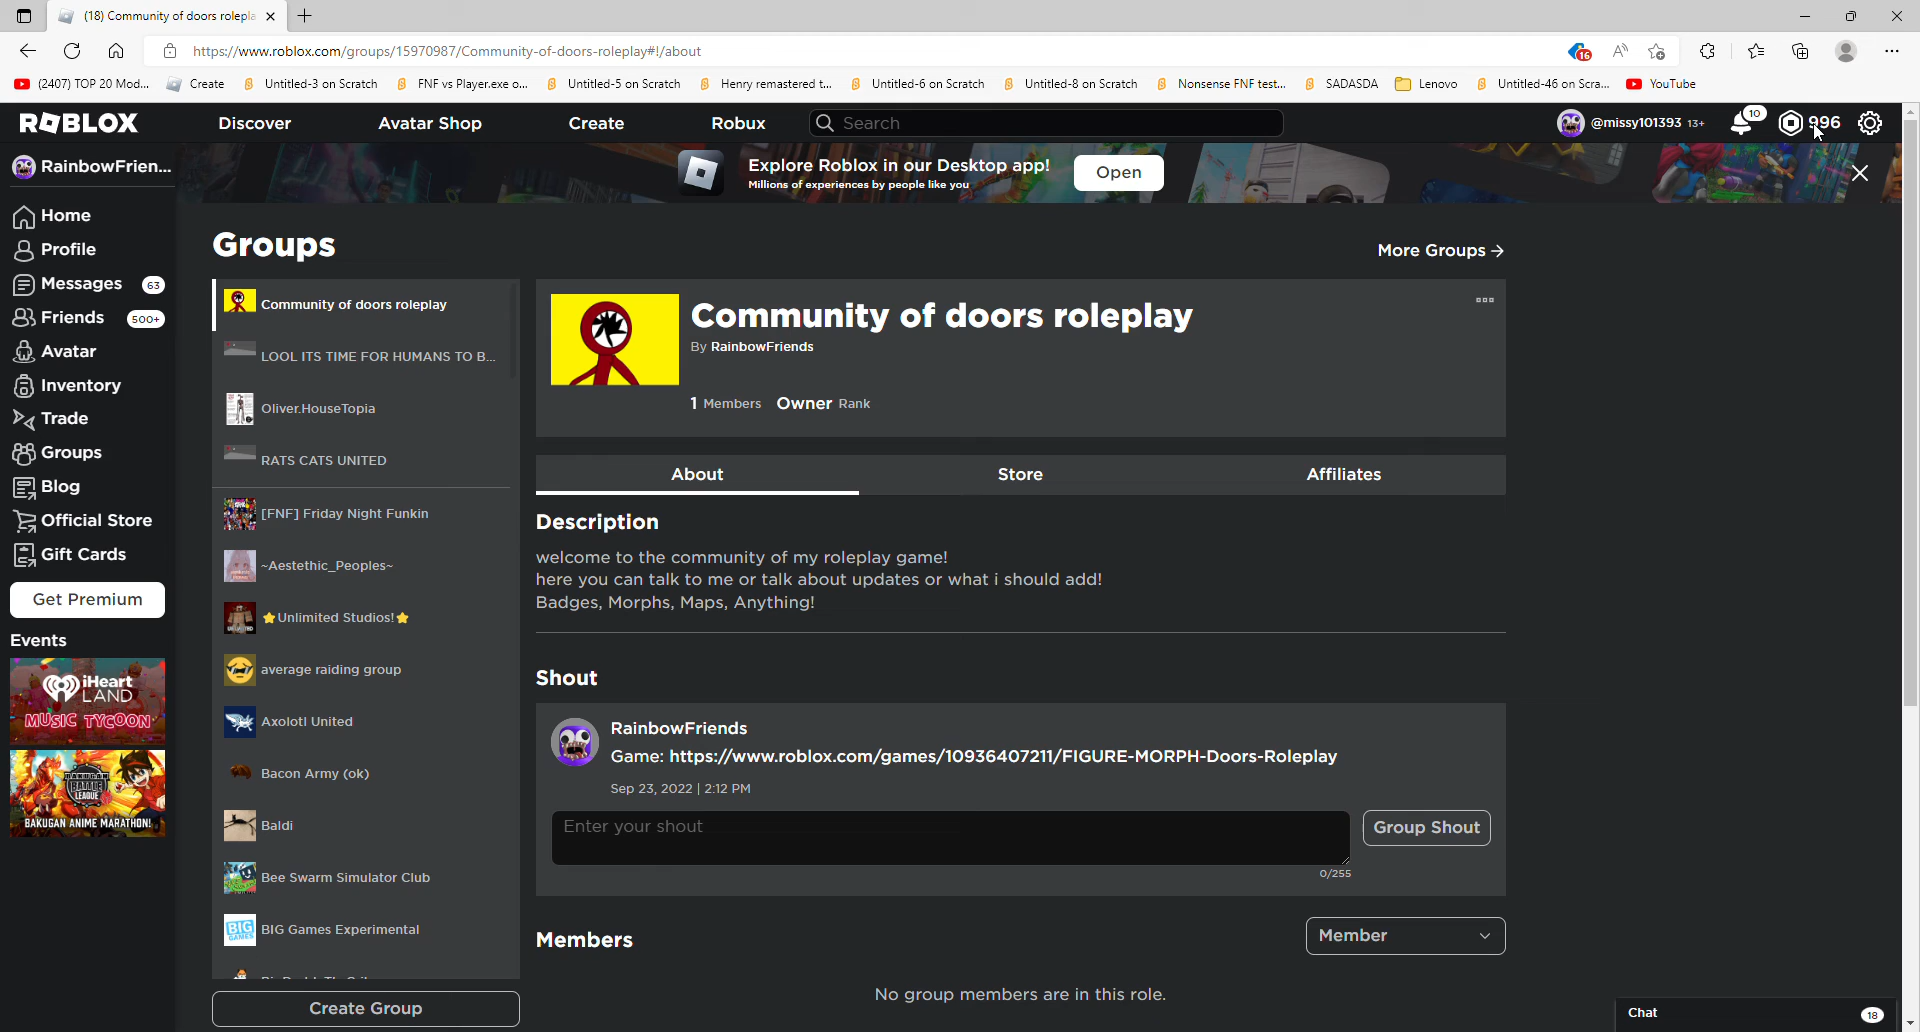 (18) Community of doors rolepla
https://www.roblox.com/groups/15970987/Community-of-doors-roleplay#!/about
16
(2407) TOP 20 Mod... Create Untitled-3 on Scratch FNF vs Player.exe o... Untitled-5 on Scratch Henry remastered t... Untitled-6 on Scratch Untitled-8 on Scratch Nonsense FNF test... SADASDA Lenovo Untitled-46 on Scra... YouTube
ROBLOX Discover Avatar Shop Create Robux Search @missy101393 13+ 10 996
RainbowFrien...
Explore Roblox in our Desktop app!
Millions of experiences by people like you
Open
Home
Profile
Messages 63
Friends 500+
Avatar
Inventory
Trade
Groups
Blog
Official Store
Gift Cards
Get Premium
Events
iHeart
LAND
MUSIC TYCOON
BAKUGAN
BATTLE
LEAGUE
BAKUGAN ANIME MARATHON!
Groups
More Groups →
Community of doors roleplay
LOOL ITS TIME FOR HUMANS TO B...
Oliver.HouseTopia
RATS CATS UNITED
[FNF] Friday Night Funkin
~Aestethic_Peoples~
⭐Unlimited Studios!⭐
average raiding group
Axolotl United
Bacon Army (ok)
Baldi
Bee Swarm Simulator Club
BIG
GAMES
BIG Games Experimental
Create Group
Community of doors roleplay
By RainbowFriends
1 Members Owner Rank
About Store Affiliates
Description
welcome to the community of my roleplay game!
here you can talk to me or talk about updates or what i should add!
Badges, Morphs, Maps, Anything!
Shout
RainbowFriends
Game: https://www.roblox.com/games/10936407211/FIGURE-MORPH-Doors-Roleplay
Sep 23, 2022 | 2:12 PM
Enter your shout
Group Shout
0/255
Members
Member
No group members are in this role.
Chat 18